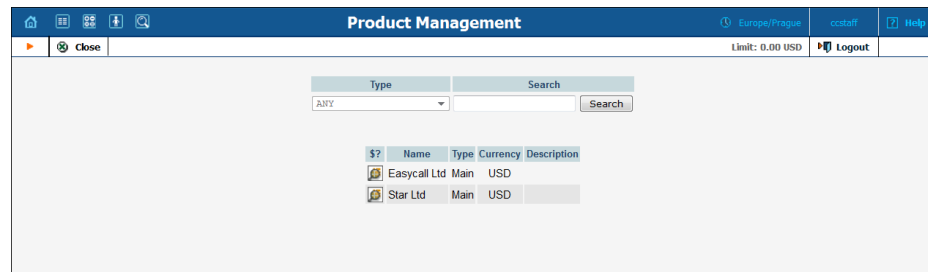 Product Management
Europe/Prague
ccstaff
Help
Close
Limit: 0.00 USD
Logout
Type Search
ANY Search
$? Name Type Currency Description
Easycall Ltd Main USD
Star Ltd Main USD